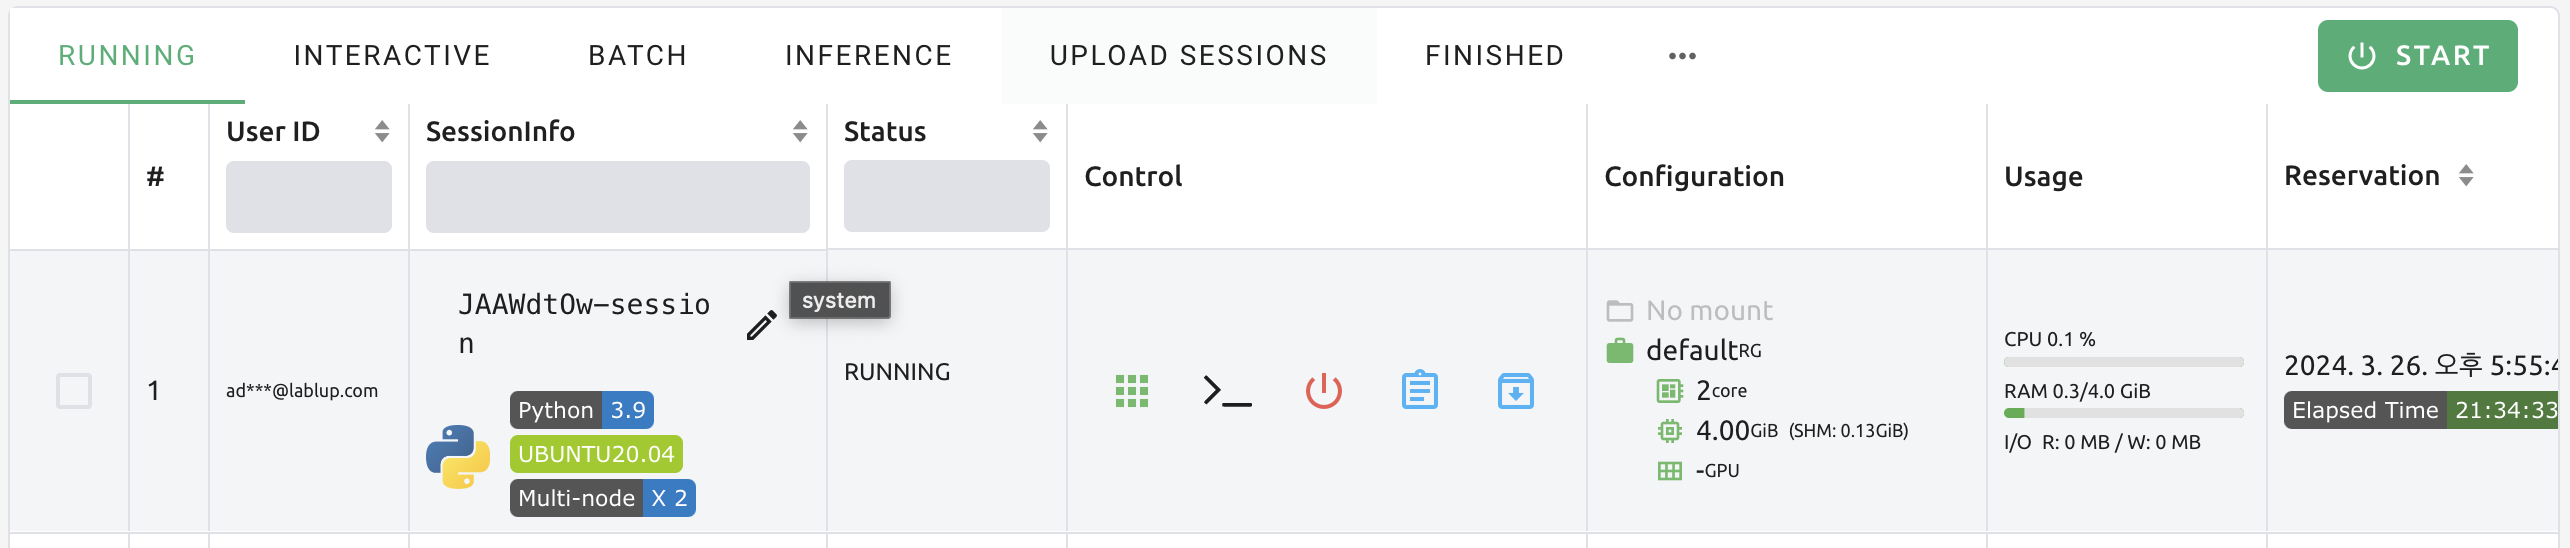 RUNNING INTERACTIVE BATCH INFERENCE UPLOAD SESSIONS FINISHED ••• START
# User ID SessionInfo Status Control Configuration Usage Reservation
1
ad***@lablup.com
JAAWdtOw-sessio
n
system
Python 3.9
UBUNTU20.04
Multi-node X 2
RUNNING
No mount
defaultRG
2core
4.00GiB (SHM: 0.13GiB)
-GPU
CPU 0.1 %
RAM 0.3/4.0 GiB
I/O R: 0 MB / W: 0 MB
2024. 3. 26. 오후 5:55:4
Elapsed Time 21:34:33